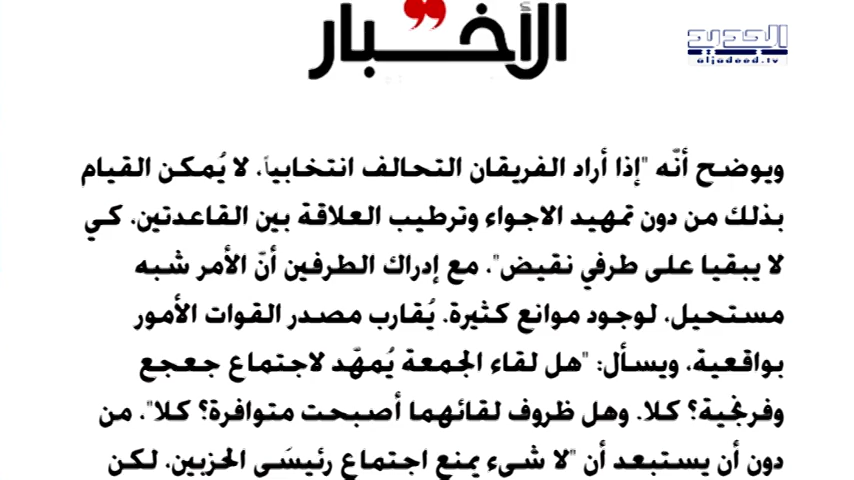 الأخبار
الجديد
aljadeed.tv
ويوضح أنّه "إذا أراد الفريقان التحالف انتخابياً، لا يُمكن القيام
بذلك من دون تمهيد الاجواء وترطيب العلاقة بين القاعدتين، كي
لا يبقيا على طرفي نقيض"، مع إدراك الطرفين أنّ الأمر شبه
مستحيل، لوجود موانع كثيرة. يُقارب مصدر القوات الأمور
بواقعية، ويسأل: "هل لقاء الجمعة يُمهّد لاجتماع جعجع
وفرنجية؟ كلا. وهل ظروف لقائهما أصبحت متوافرة؟ كلا"، من
دون أن يستبعد أن "لا شيء يمنع اجتماع رئيسَي الحزبين، لكن